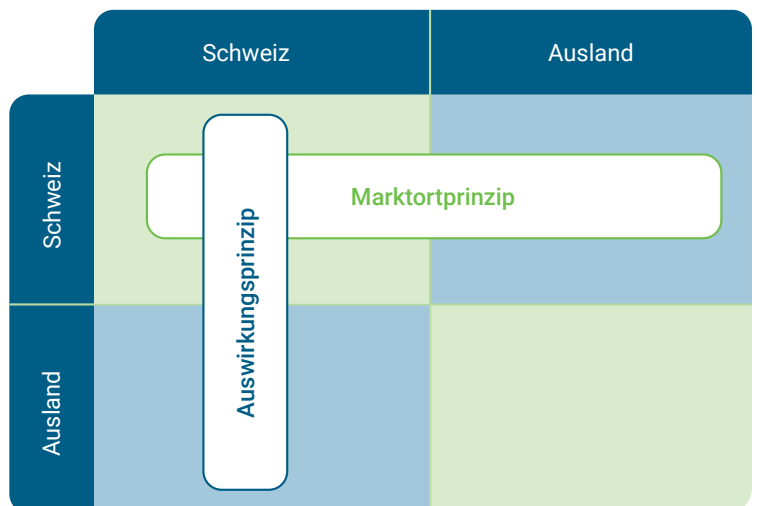 Schweiz
Ausland
Schweiz
Marktortprinzip
Auswirkungsprinzip
Ausland